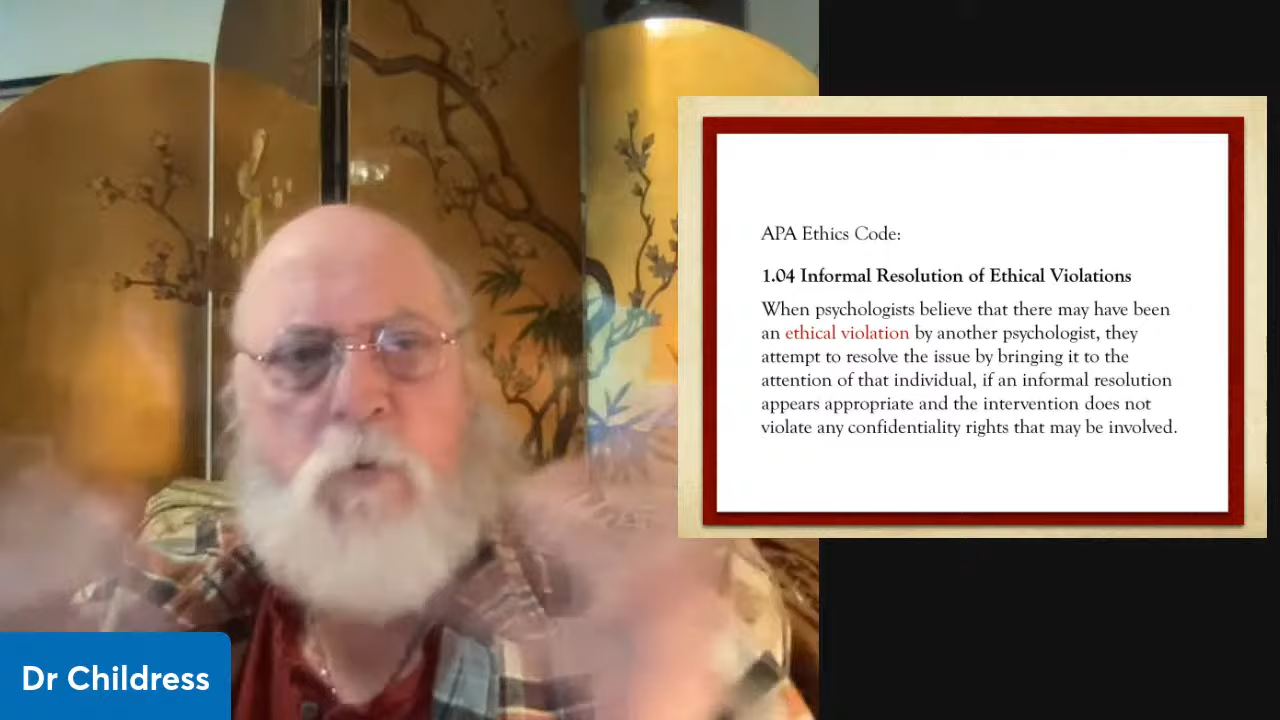 APA Ethics Code:
1.04 Informal Resolution of Ethical Violations
When psychologists believe that there may have been
an ethical violation by another psychologist, they
attempt to resolve the issue by bringing it to the
attention of that individual, if an informal resolution
appears appropriate and the intervention does not
violate any confidentiality rights that may be involved.
Dr Childress